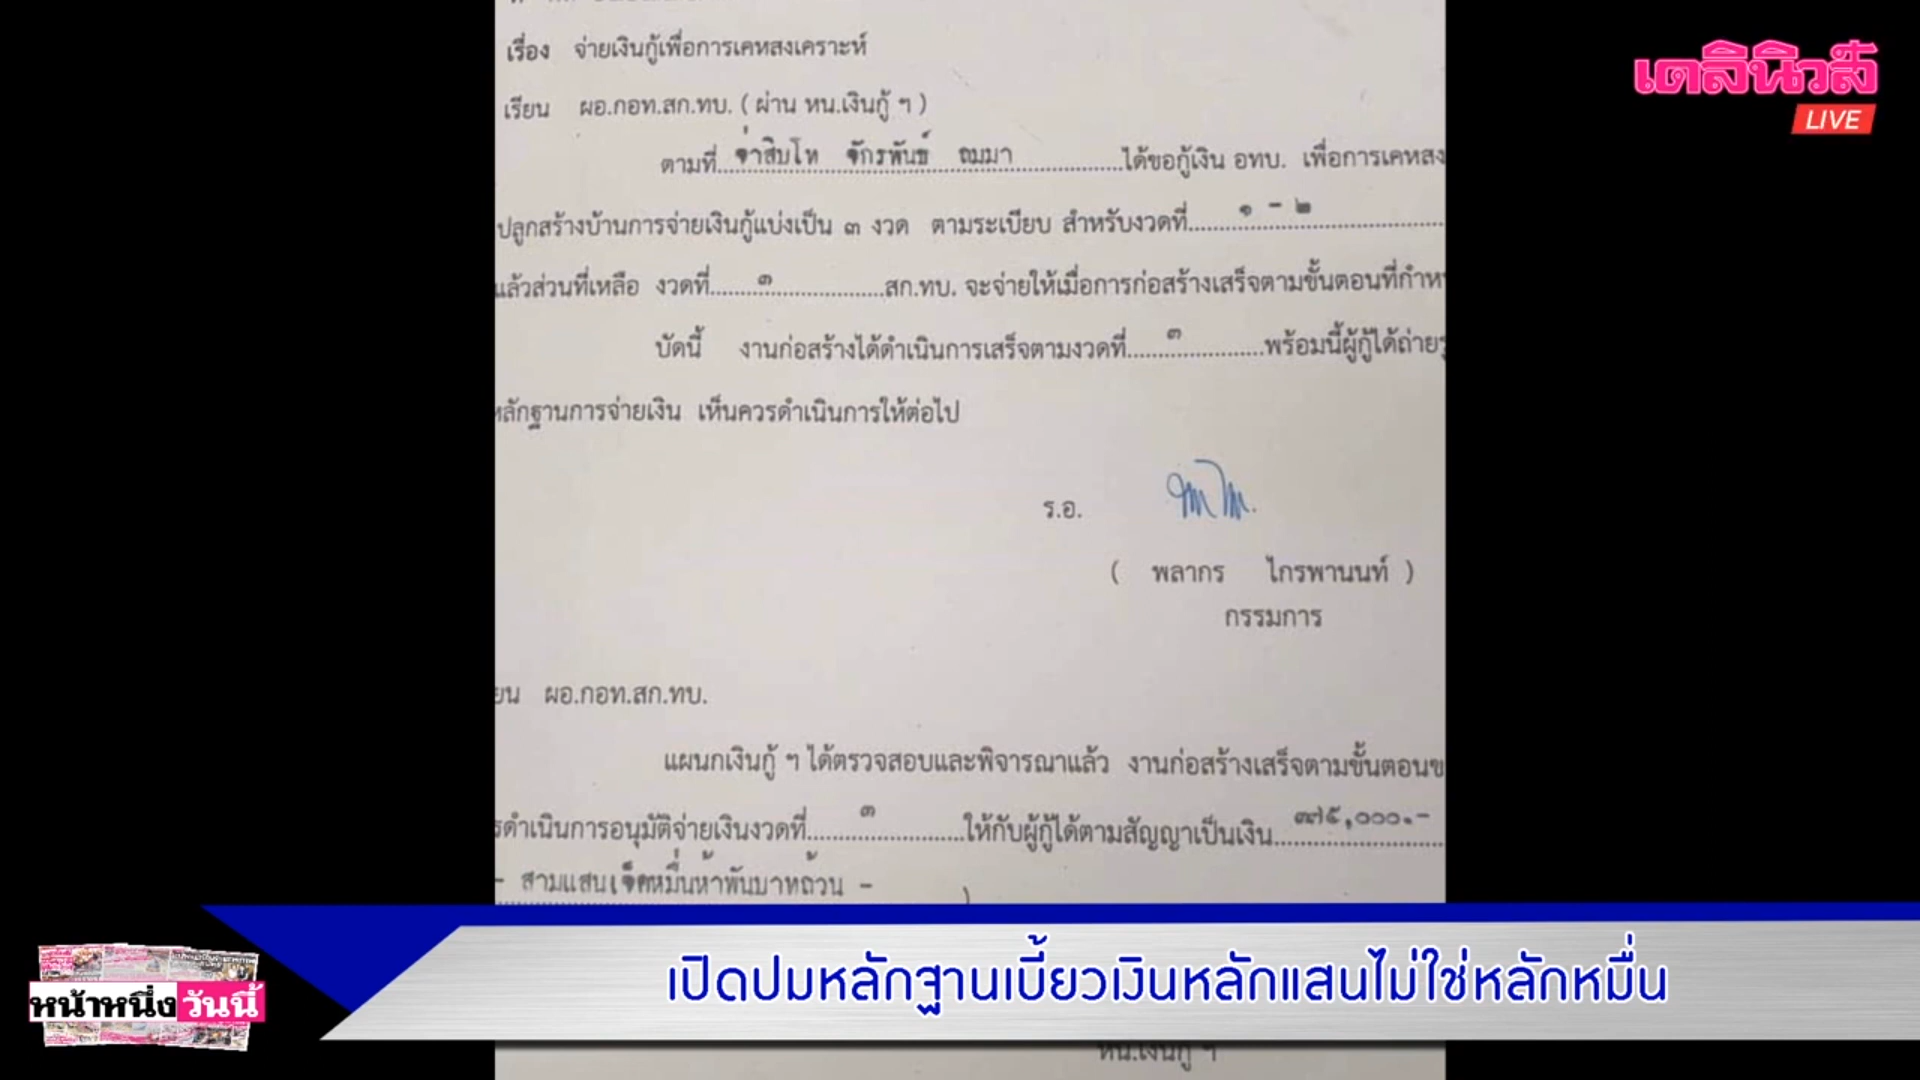 เรื่อง จ่ายเงินกู้เพื่อการเคหสงเคราะห์
เรียน ผอ.กอท.สก.ทบ. ( ผ่าน หน.เงินกู้ ฯ )
ตามที่ จ่าสิบโท จักรพันธ์ ถมมา ได้ขอกู้เงิน อทบ. เพื่อการเคหสง
ปลูกสร้างบ้านการจ่ายเงินกู้แบ่งเป็น ๓ งวด ตามระเบียบ สำหรับงวดที่ ๑ - ๒
แล้วส่วนที่เหลือ งวดที่ ๓ สก.ทบ. จะจ่ายให้เมื่อการก่อสร้างเสร็จตามขั้นตอนที่กำห
บัดนี้ งานก่อสร้างได้ดำเนินการเสร็จตามงวดที่ ๓ พร้อมนี้ผู้กู้ได้ถ่ายรู
หลักฐานการจ่ายเงิน เห็นควรดำเนินการให้ต่อไป
ร.อ.
( พลากร ไกรพานนท์ )
กรรมการ
ยน ผอ.กอท.สก.ทบ.
แผนกเงินกู้ ฯ ได้ตรวจสอบและพิจารณาแล้ว งานก่อสร้างเสร็จตามขั้นตอนข
รดำเนินการอนุมัติจ่ายเงินงวดที่ ๓ ให้กับผู้กู้ได้ตามสัญญาเป็นเงิน ๓๗๕,๐๐๐.-
- สามแสนเจ็ดหมื่นห้าพันบาทถ้วน - )
หน.เงินกู้ ฯ
เดลินิวส์
LIVE
เปิดปมหลักฐานเบี้ยวเงินหลักแสนไม่ใช่หลักหมื่น
หน้าหนึ่งวันนี้